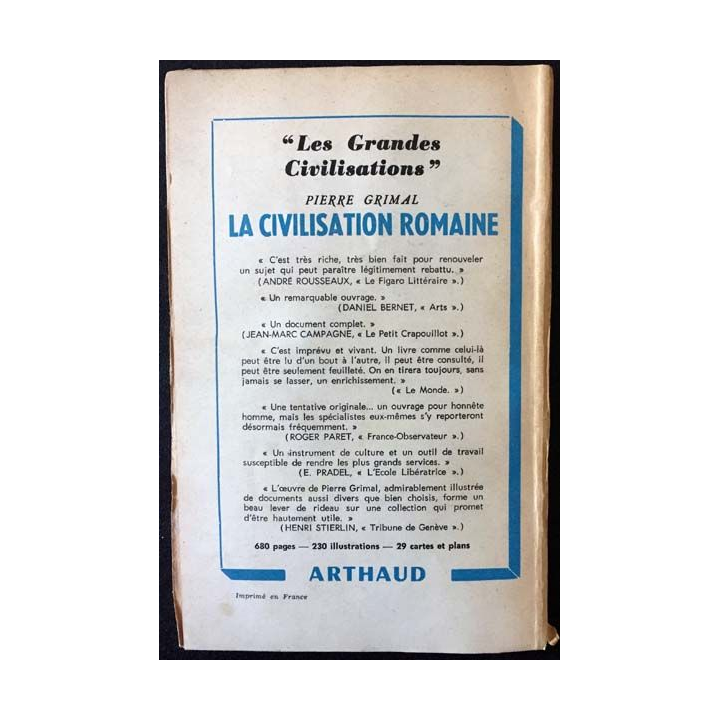 “Les Grandes
Civilisations”
PIERRE GRIMAL
LA CIVILISATION ROMAINE
« C'est très riche, très bien fait pour renouveler
un sujet qui peut paraître légitimement rebattu. »
(ANDRÉ ROUSSEAUX, « Le Figaro Littéraire ».)
« Un remarquable ouvrage. »
(DANIEL BERNET, « Arts ».)
« Un document complet. »
(JEAN-MARC CAMPAGNE, « Le Petit Crapouillot ».)
« C'est imprévu et vivant. Un livre comme celui-là
peut être lu d'un bout à l'autre, il peut être consulté, il
peut être seulement feuilleté. On en tirera toujours, sans
jamais se lasser, un enrichissement. »
(« Le Monde. »)
« Une tentative originale... un ouvrage pour honnête
homme, mais les spécialistes eux-mêmes s'y reporteront
désormais fréquemment. »
(ROGER PARET, « France-Observateur ».)
« Un instrument de culture et un outil de travail
susceptible de rendre les plus grands services. »
(E. PRADEL, « L'Ecole Libératrice ».)
« L'œuvre de Pierre Grimal, admirablement illustrée
de documents aussi divers que bien choisis, forme un
beau lever de rideau sur une collection qui promet
d'être hautement utile. »
(HENRI STIERLIN, « Tribune de Genève ».)
680 pages — 230 illustrations — 29 cartes et plans
ARTHAUD
Imprimé en France